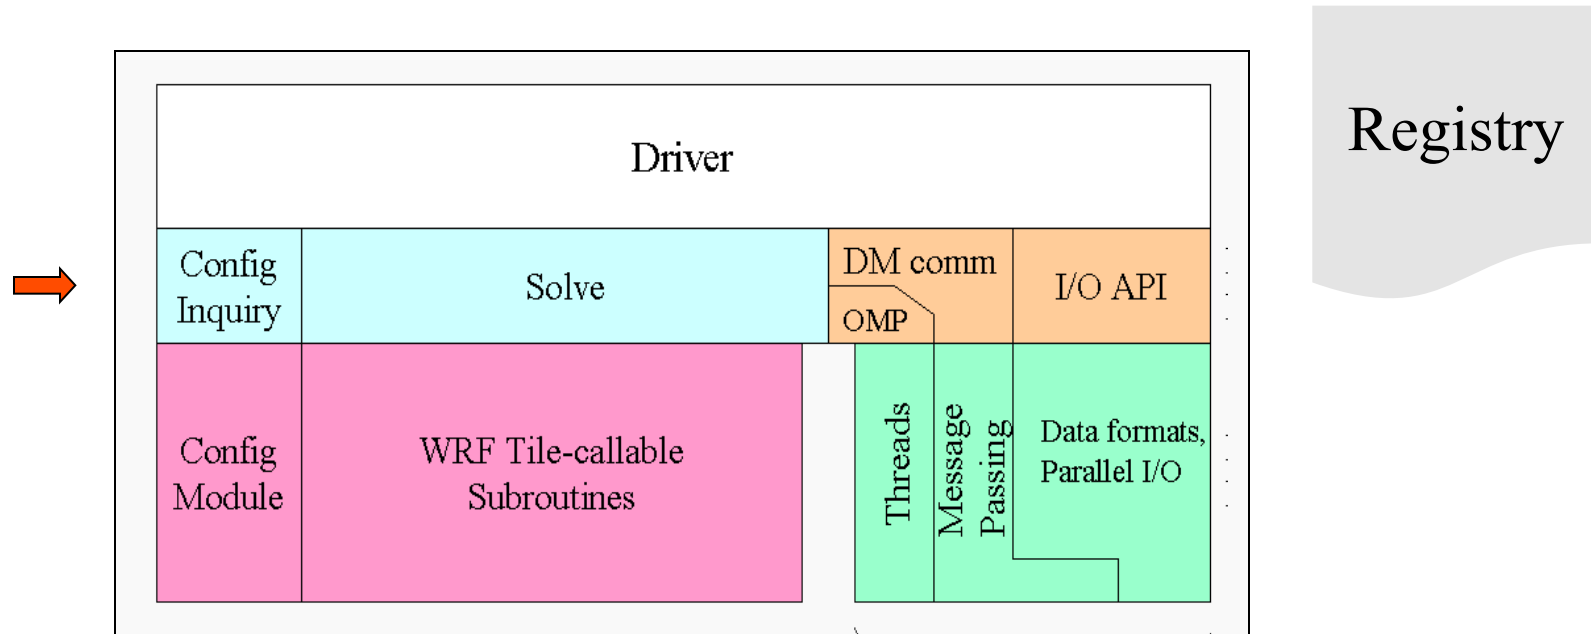 Registry
Driver
Config
Inquiry
Solve
DM comm
OMP
I/O API
Config
Module
WRF Tile-callable
Subroutines
Threads
Message
Passing
Data formats,
Parallel I/O